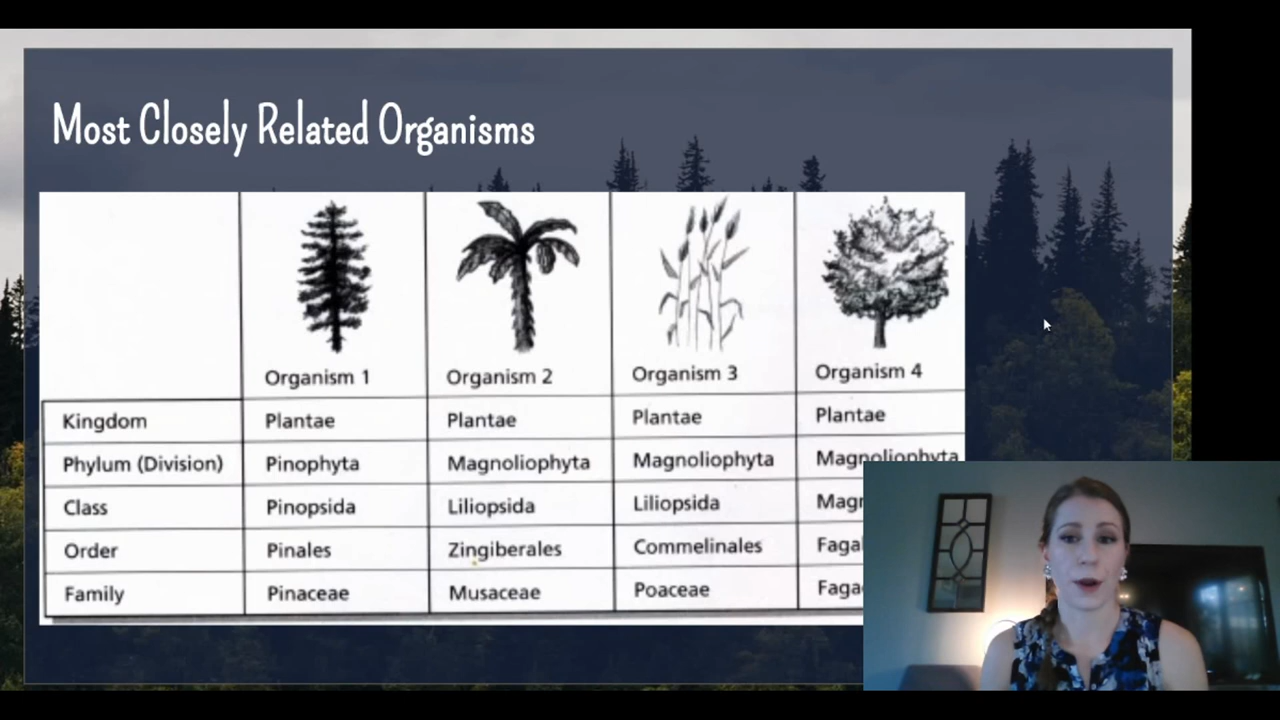 Most Closely Related Organisms
Organism 1 Organism 2 Organism 3 Organism 4
Kingdom Plantae Plantae Plantae Plantae
Phylum (Division) Pinophyta Magnoliophyta Magnoliophyta Magnoliophyta
Class Pinopsida Liliopsida Liliopsida
Order Pinales Zingiberales Commelinales
Family Pinaceae Musaceae Poaceae